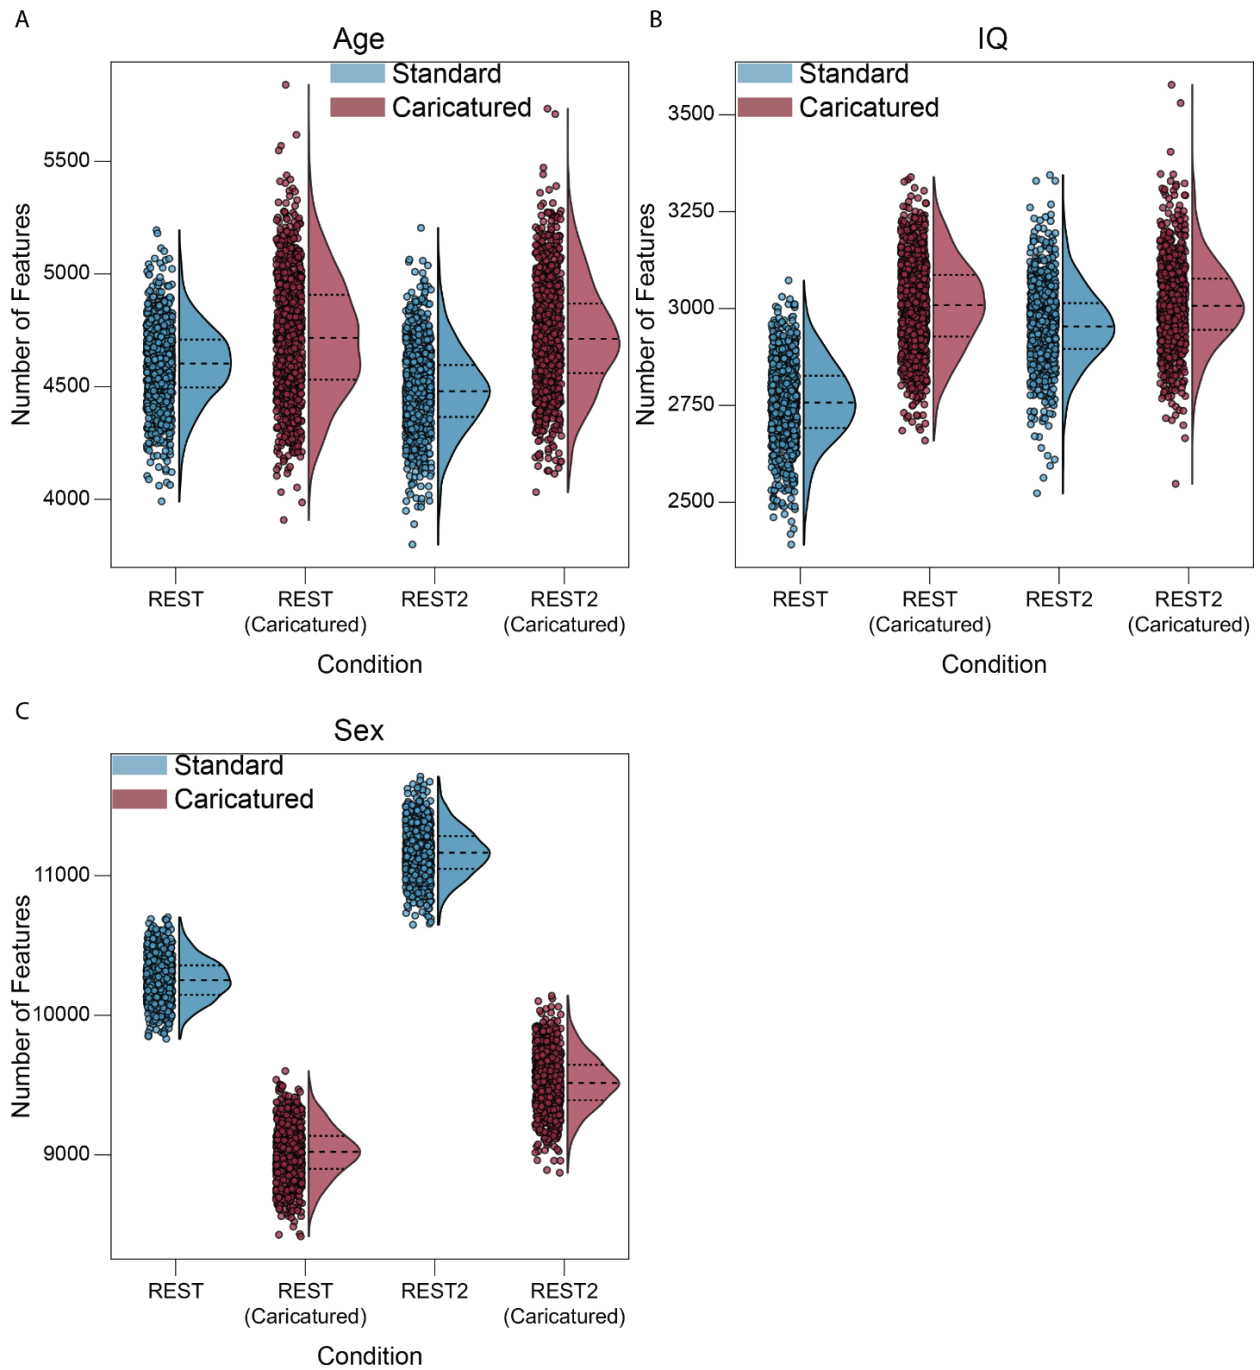 A
Age
Standard
Caricatured
Number of Features
5500
5000
4500
4000
REST
REST
(Caricatured)
REST2
REST2
(Caricatured)
Condition
B
IQ
Standard
Caricatured
Number of Features
3500
3250
3000
2750
2500
REST
REST
(Caricatured)
REST2
REST2
(Caricatured)
Condition
C
Sex
Standard
Caricatured
Number of Features
11000
10000
9000
REST
REST
(Caricatured)
REST2
REST2
(Caricatured)
Condition